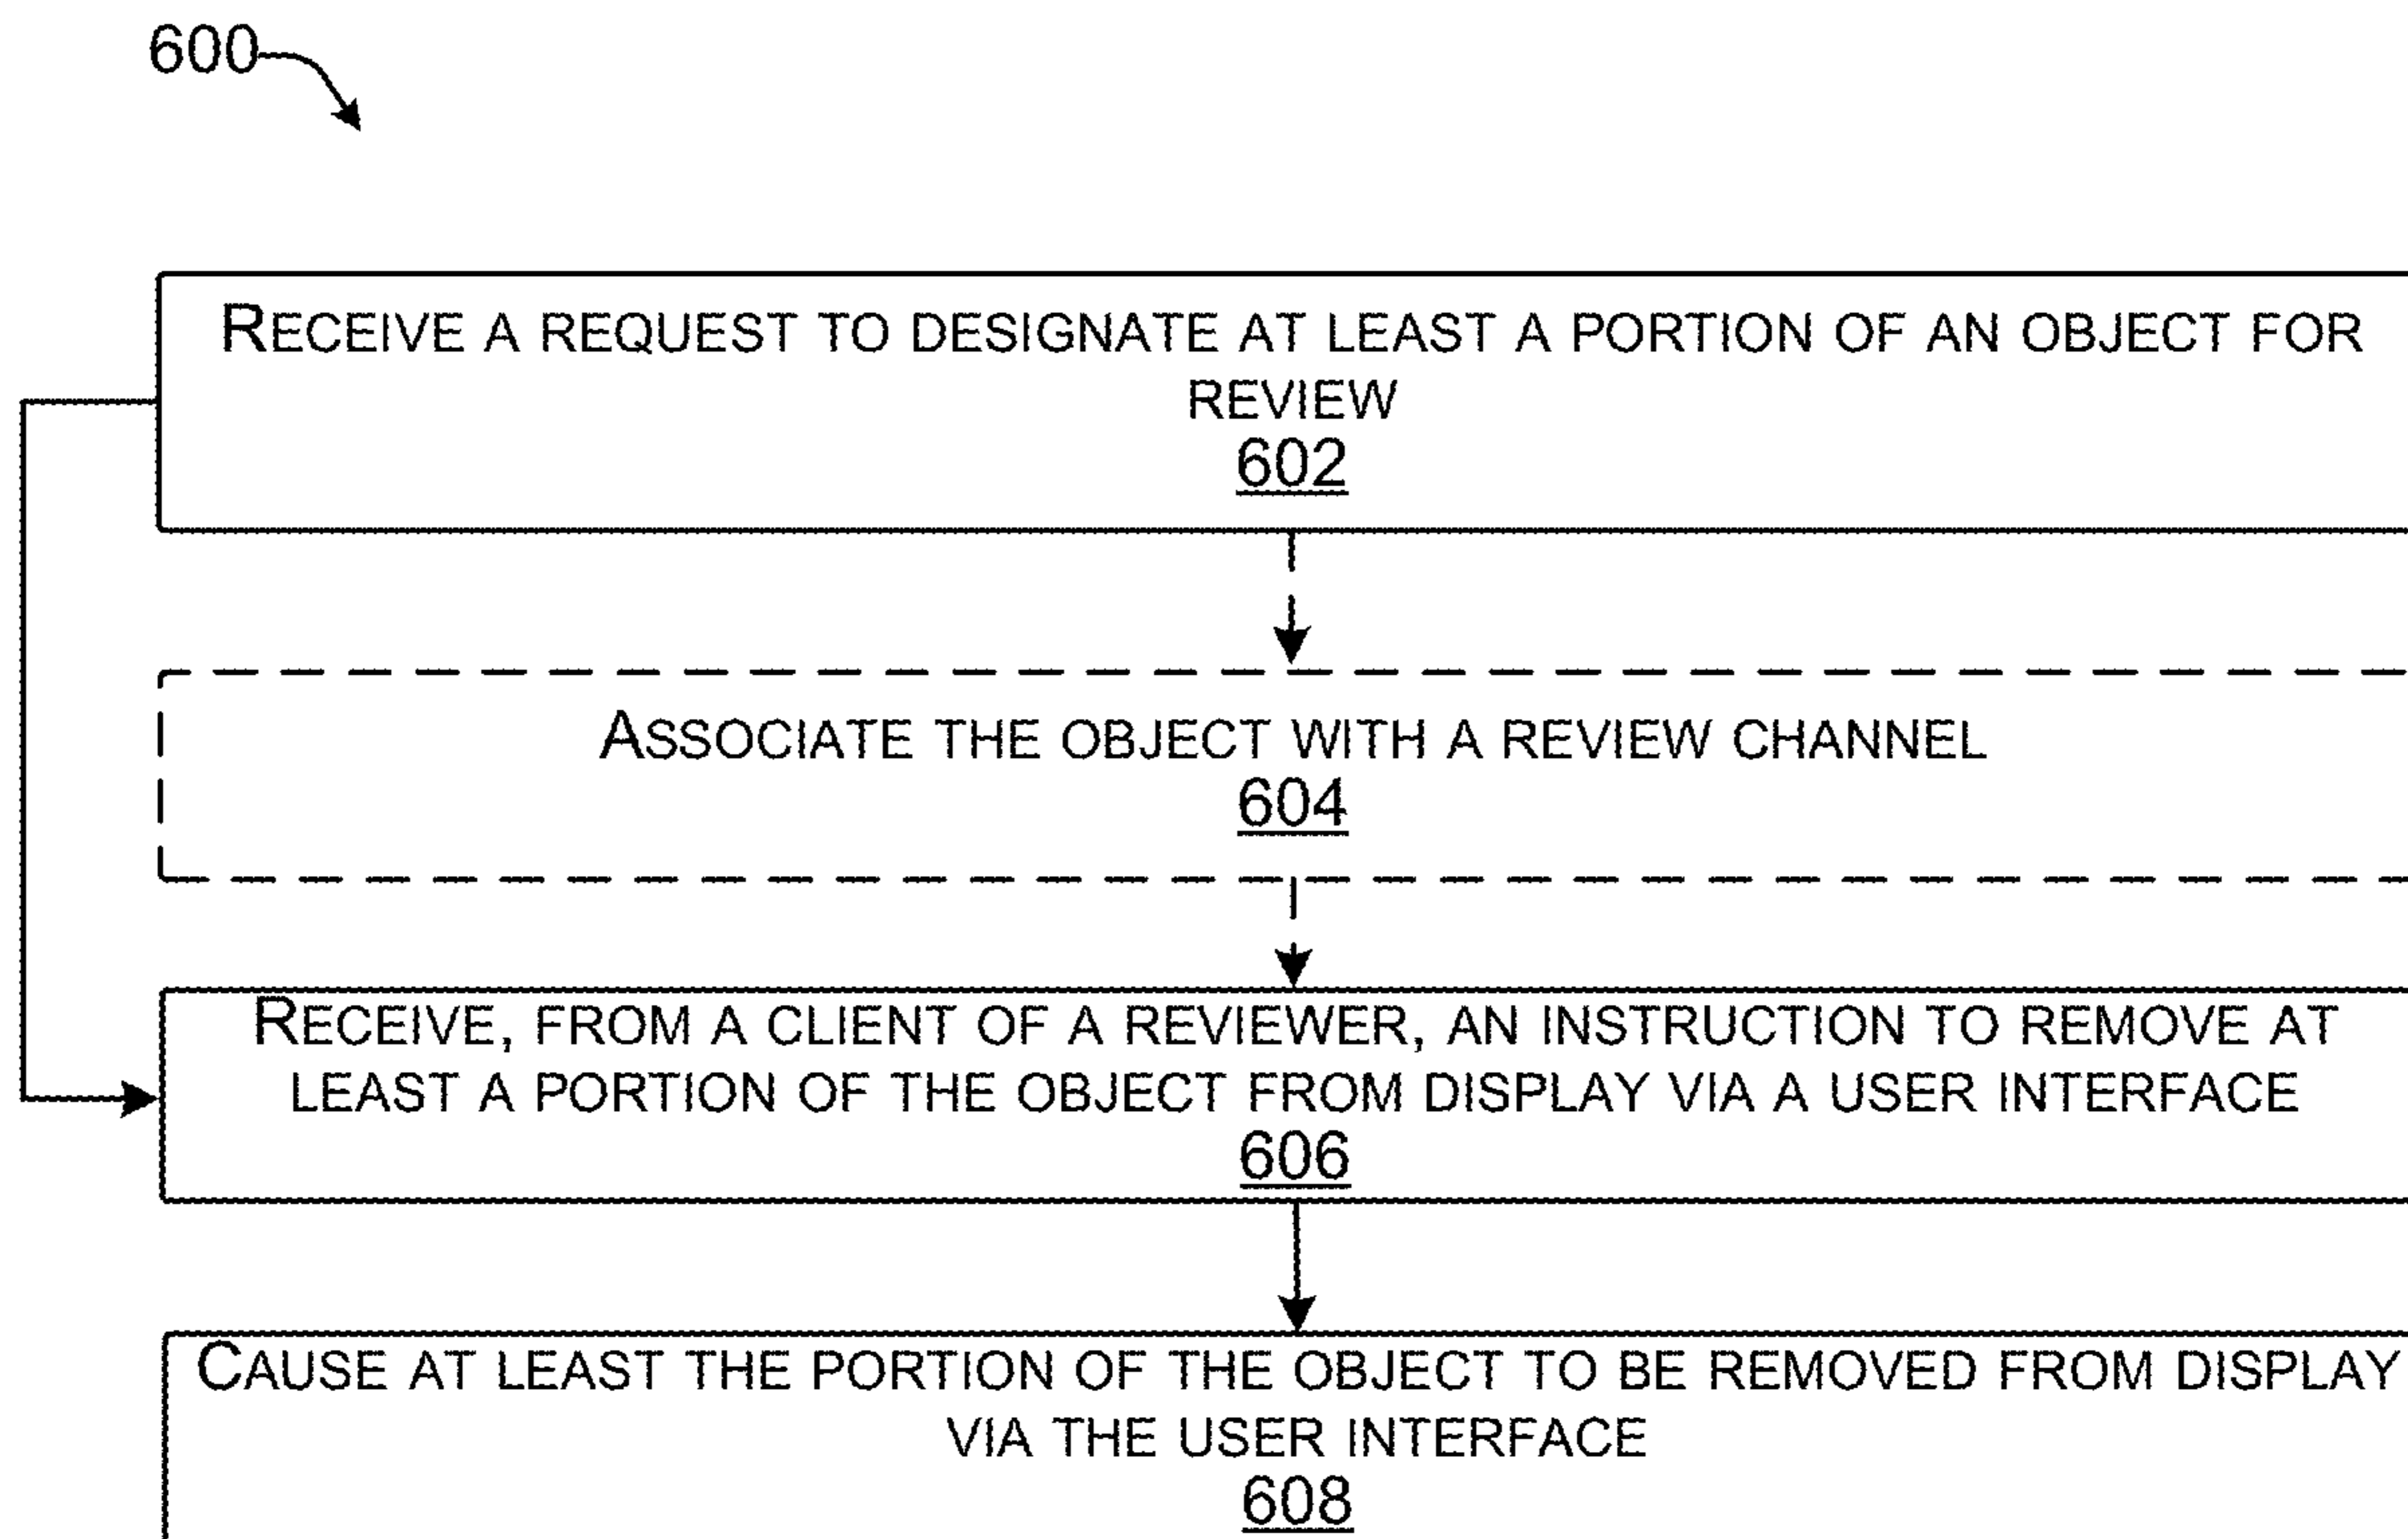 600
RECEIVE A REQUEST TO DESIGNATE AT LEAST A PORTION OF AN OBJECT FOR
REVIEW
602
ASSOCIATE THE OBJECT WITH A REVIEW CHANNEL
604
RECEIVE, FROM A CLIENT OF A REVIEWER, AN INSTRUCTION TO REMOVE AT
LEAST A PORTION OF THE OBJECT FROM DISPLAY VIA A USER INTERFACE
606
CAUSE AT LEAST THE PORTION OF THE OBJECT TO BE REMOVED FROM DISPLAY
VIA THE USER INTERFACE
608